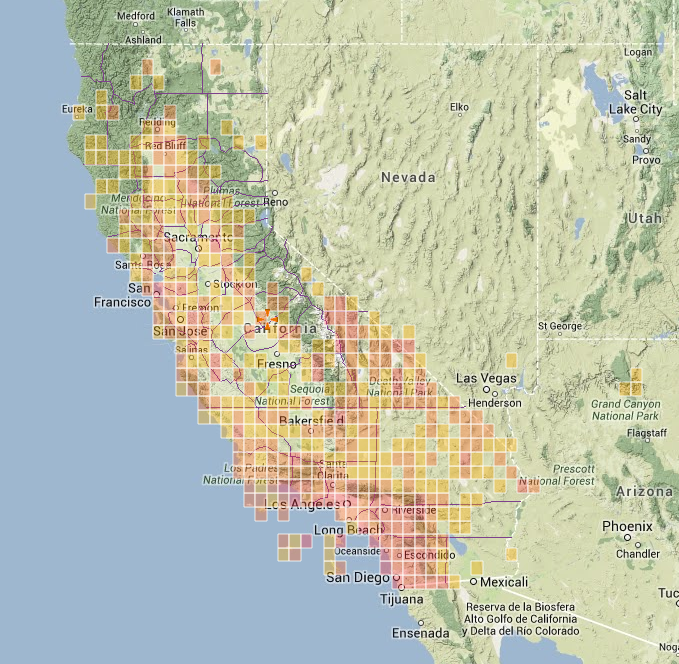 Medford
Klamath
Falls
Ashland
Logan
Eureka
Redding
Red Bluff
Elko
Salt
Lake City
Sandy
Provo
Nevada
Plumas
National Forest
Mendocino
National Forest
Reno
Utah
Sacramento
Santa Rosa
Stockton
San
Francisco
Fremont
San Jose
California
St George
Salinas
Fresno
Death Valley
National Park
Las Vegas
Henderson
Sequoia
National Forest
Grand Canyon
National Park
Bakersfield
Flagstaff
Los Padres
National Forest
Santa
Clarita
Prescott
National Forest
Arizona
Los Angeles
Riverside
Long Beach
Phoenix
Chandler
Oceanside
Escondido
San Diego
Mexicali
Tijuana
Reserva de la Biosfera
Alto Golfo de California
y Delta del Río Colorado
Ensenada
Tuc
Noga